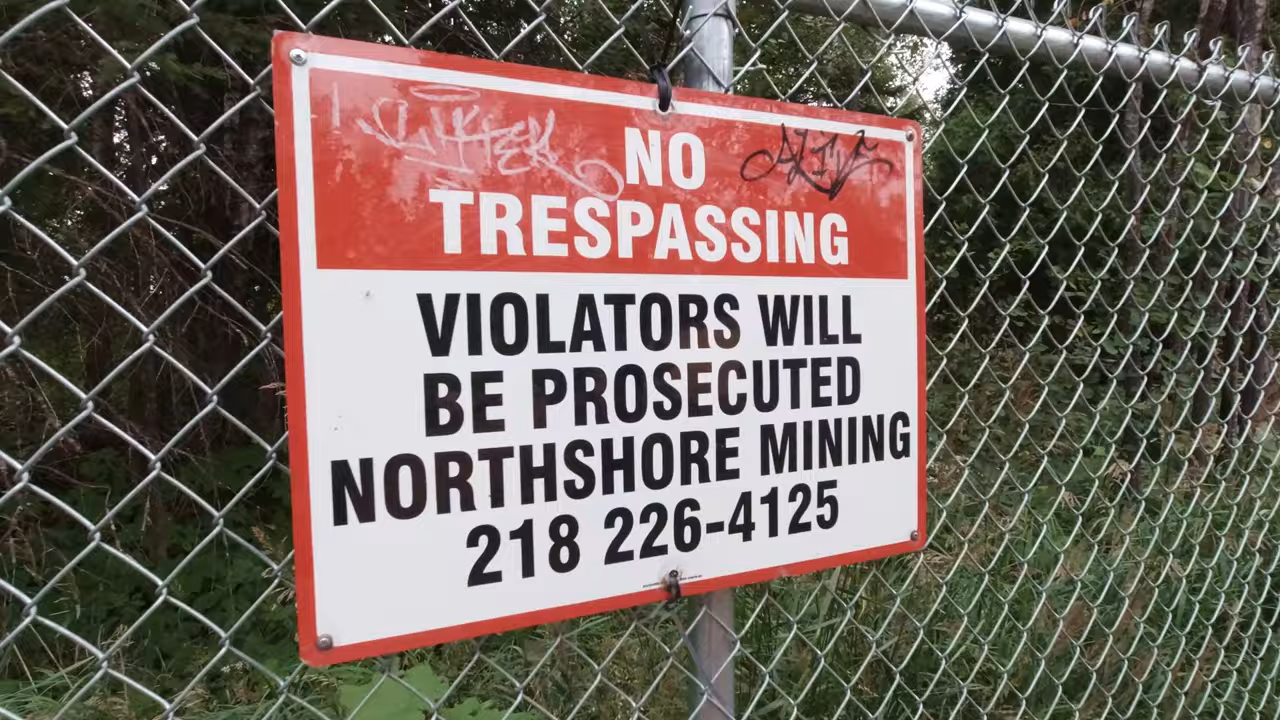 NO
TRESPASSING
VIOLATORS WILL
BE PROSECUTED
NORTHSHORE MINING
218 226-4125